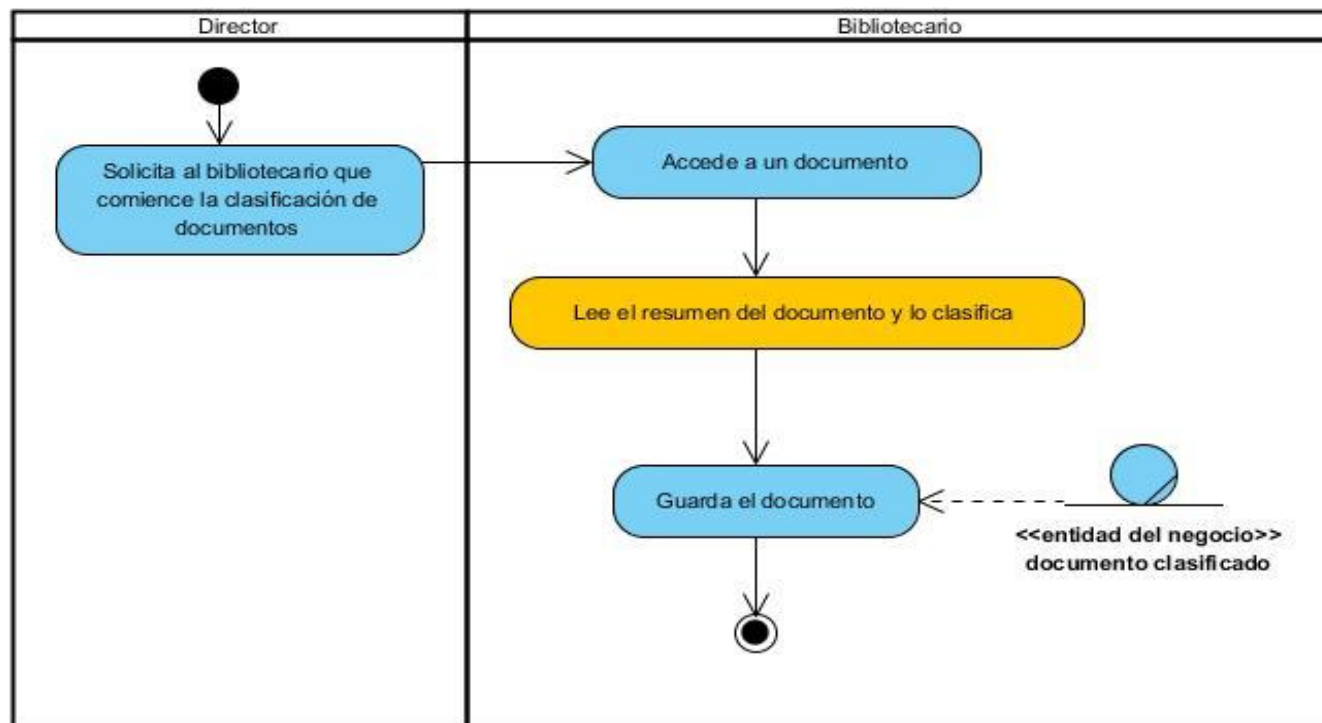 Director
Bibliotecario
Solicita al bibliotecario que
comience la clasificación de
documentos
Accede a un documento
Lee el resumen del documento y lo clasifica
Guarda el documento
<<entidad del negocio>>
documento clasificado